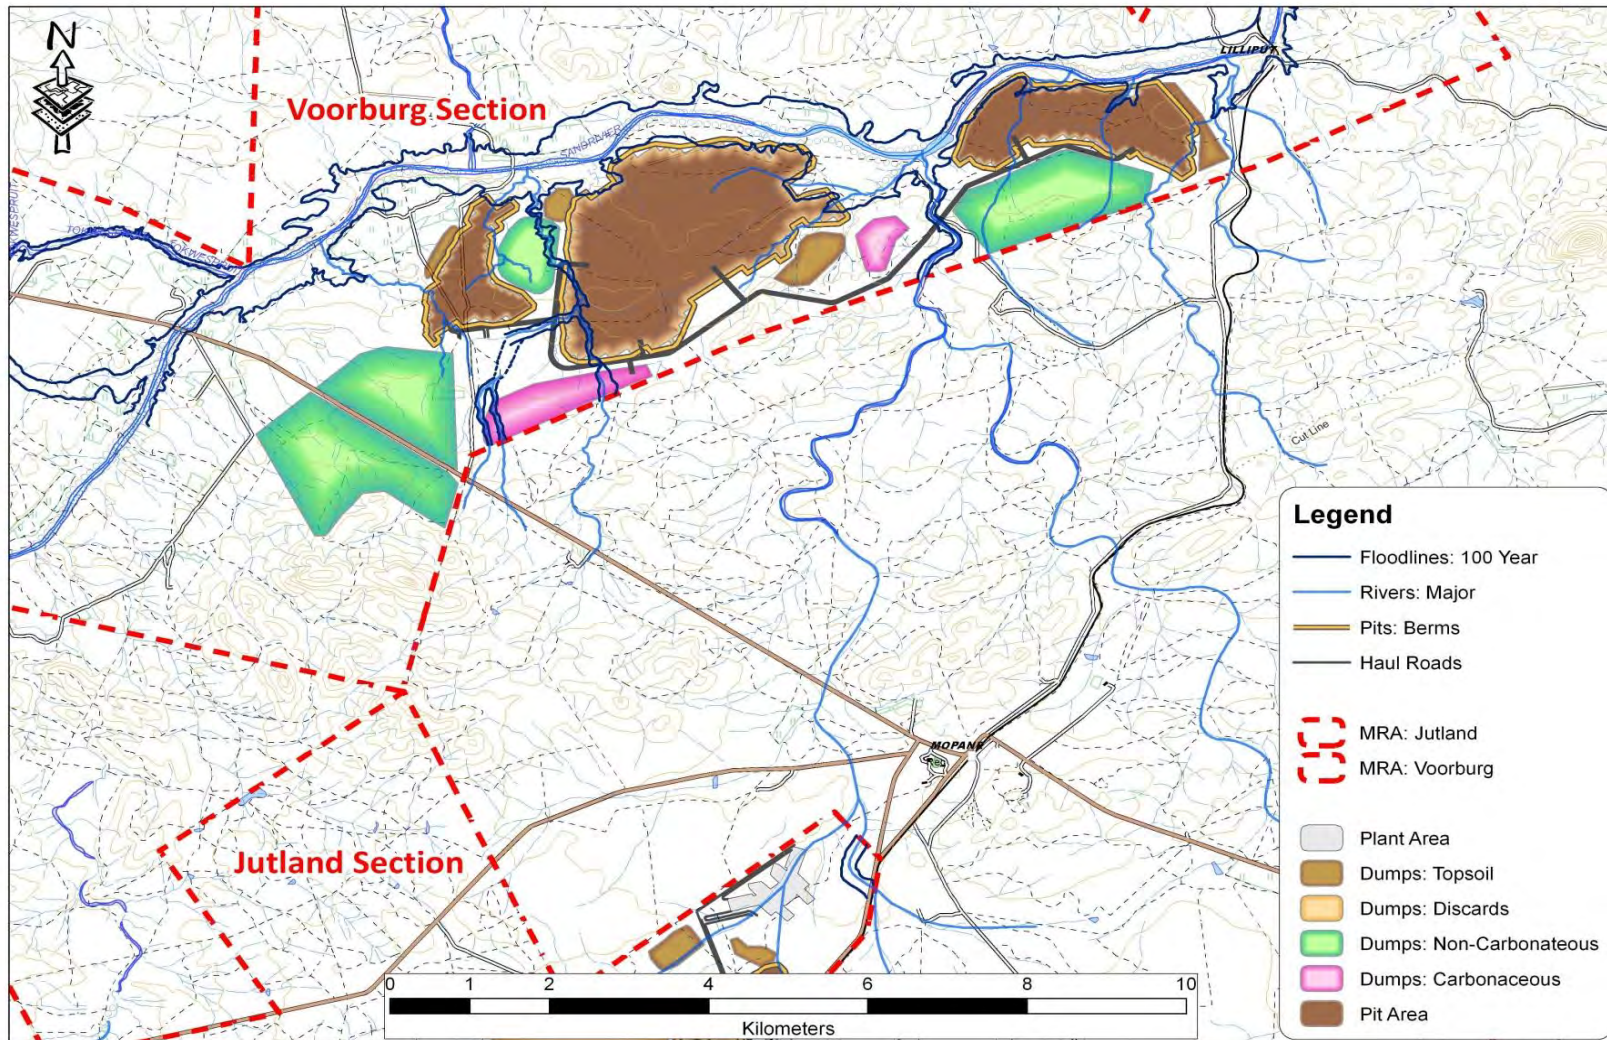 N
LILLIPUT
Voorburg Section
SANDRIVER
TOKWESPRUIT
Cut Line
MOPANE
Jutland Section
Legend
Floodlines: 100 Year
Rivers: Major
Pits: Berms
Haul Roads
MRA: Jutland
MRA: Voorburg
Plant Area
Dumps: Topsoil
Dumps: Discards
Dumps: Non-Carbonateous
Dumps: Carbonaceous
Pit Area
0 1 2 4 6 8 10
Kilometers